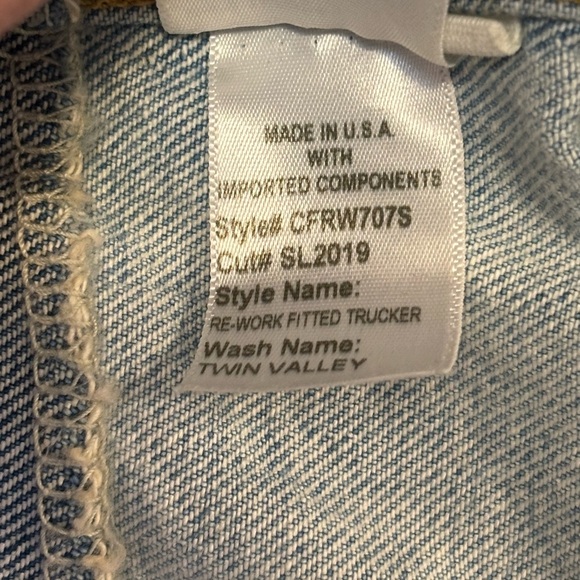 MADE IN U.S.A.
WITH
IMPORTED COMPONENTS
Style# CFRW707S
Cut# SL2019
Style Name:
RE-WORK FITTED TRUCKER
Wash Name:
TWIN VALLEY